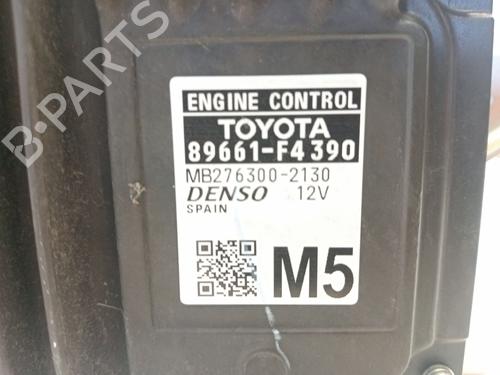 B-PARTS
ENGINE CONTROL
TOYOTA
89661-F4390
MB276300-2130
DENSO 12V
SPAIN
M5